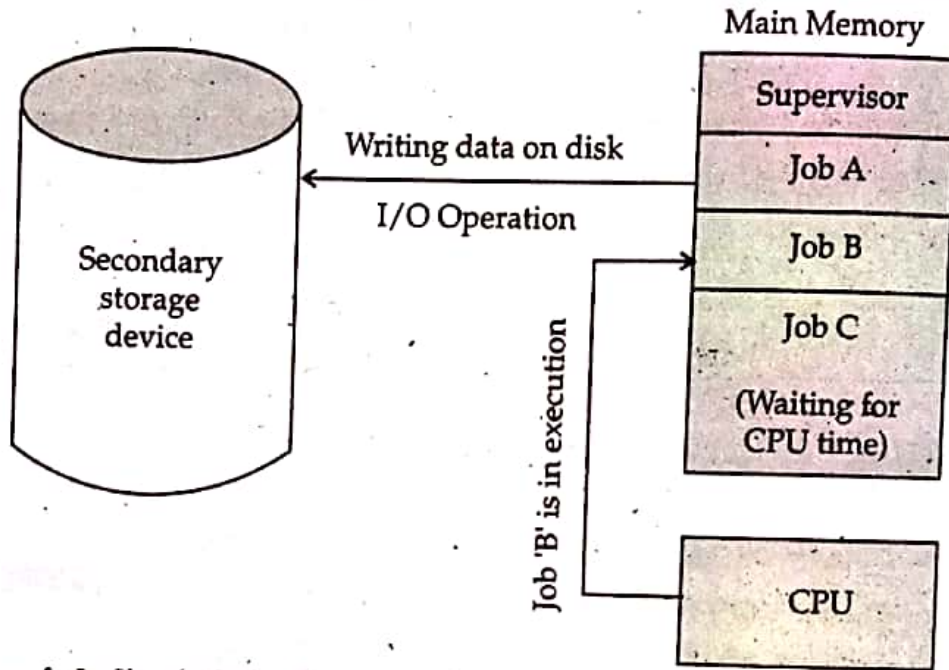 Main Memory
Supervisor
Writing data on disk
Job A
I/O Operation
Job B
Secondary
storage
device
Job C
(Waiting for
CPU time)
Job 'B' is in execution
CPU